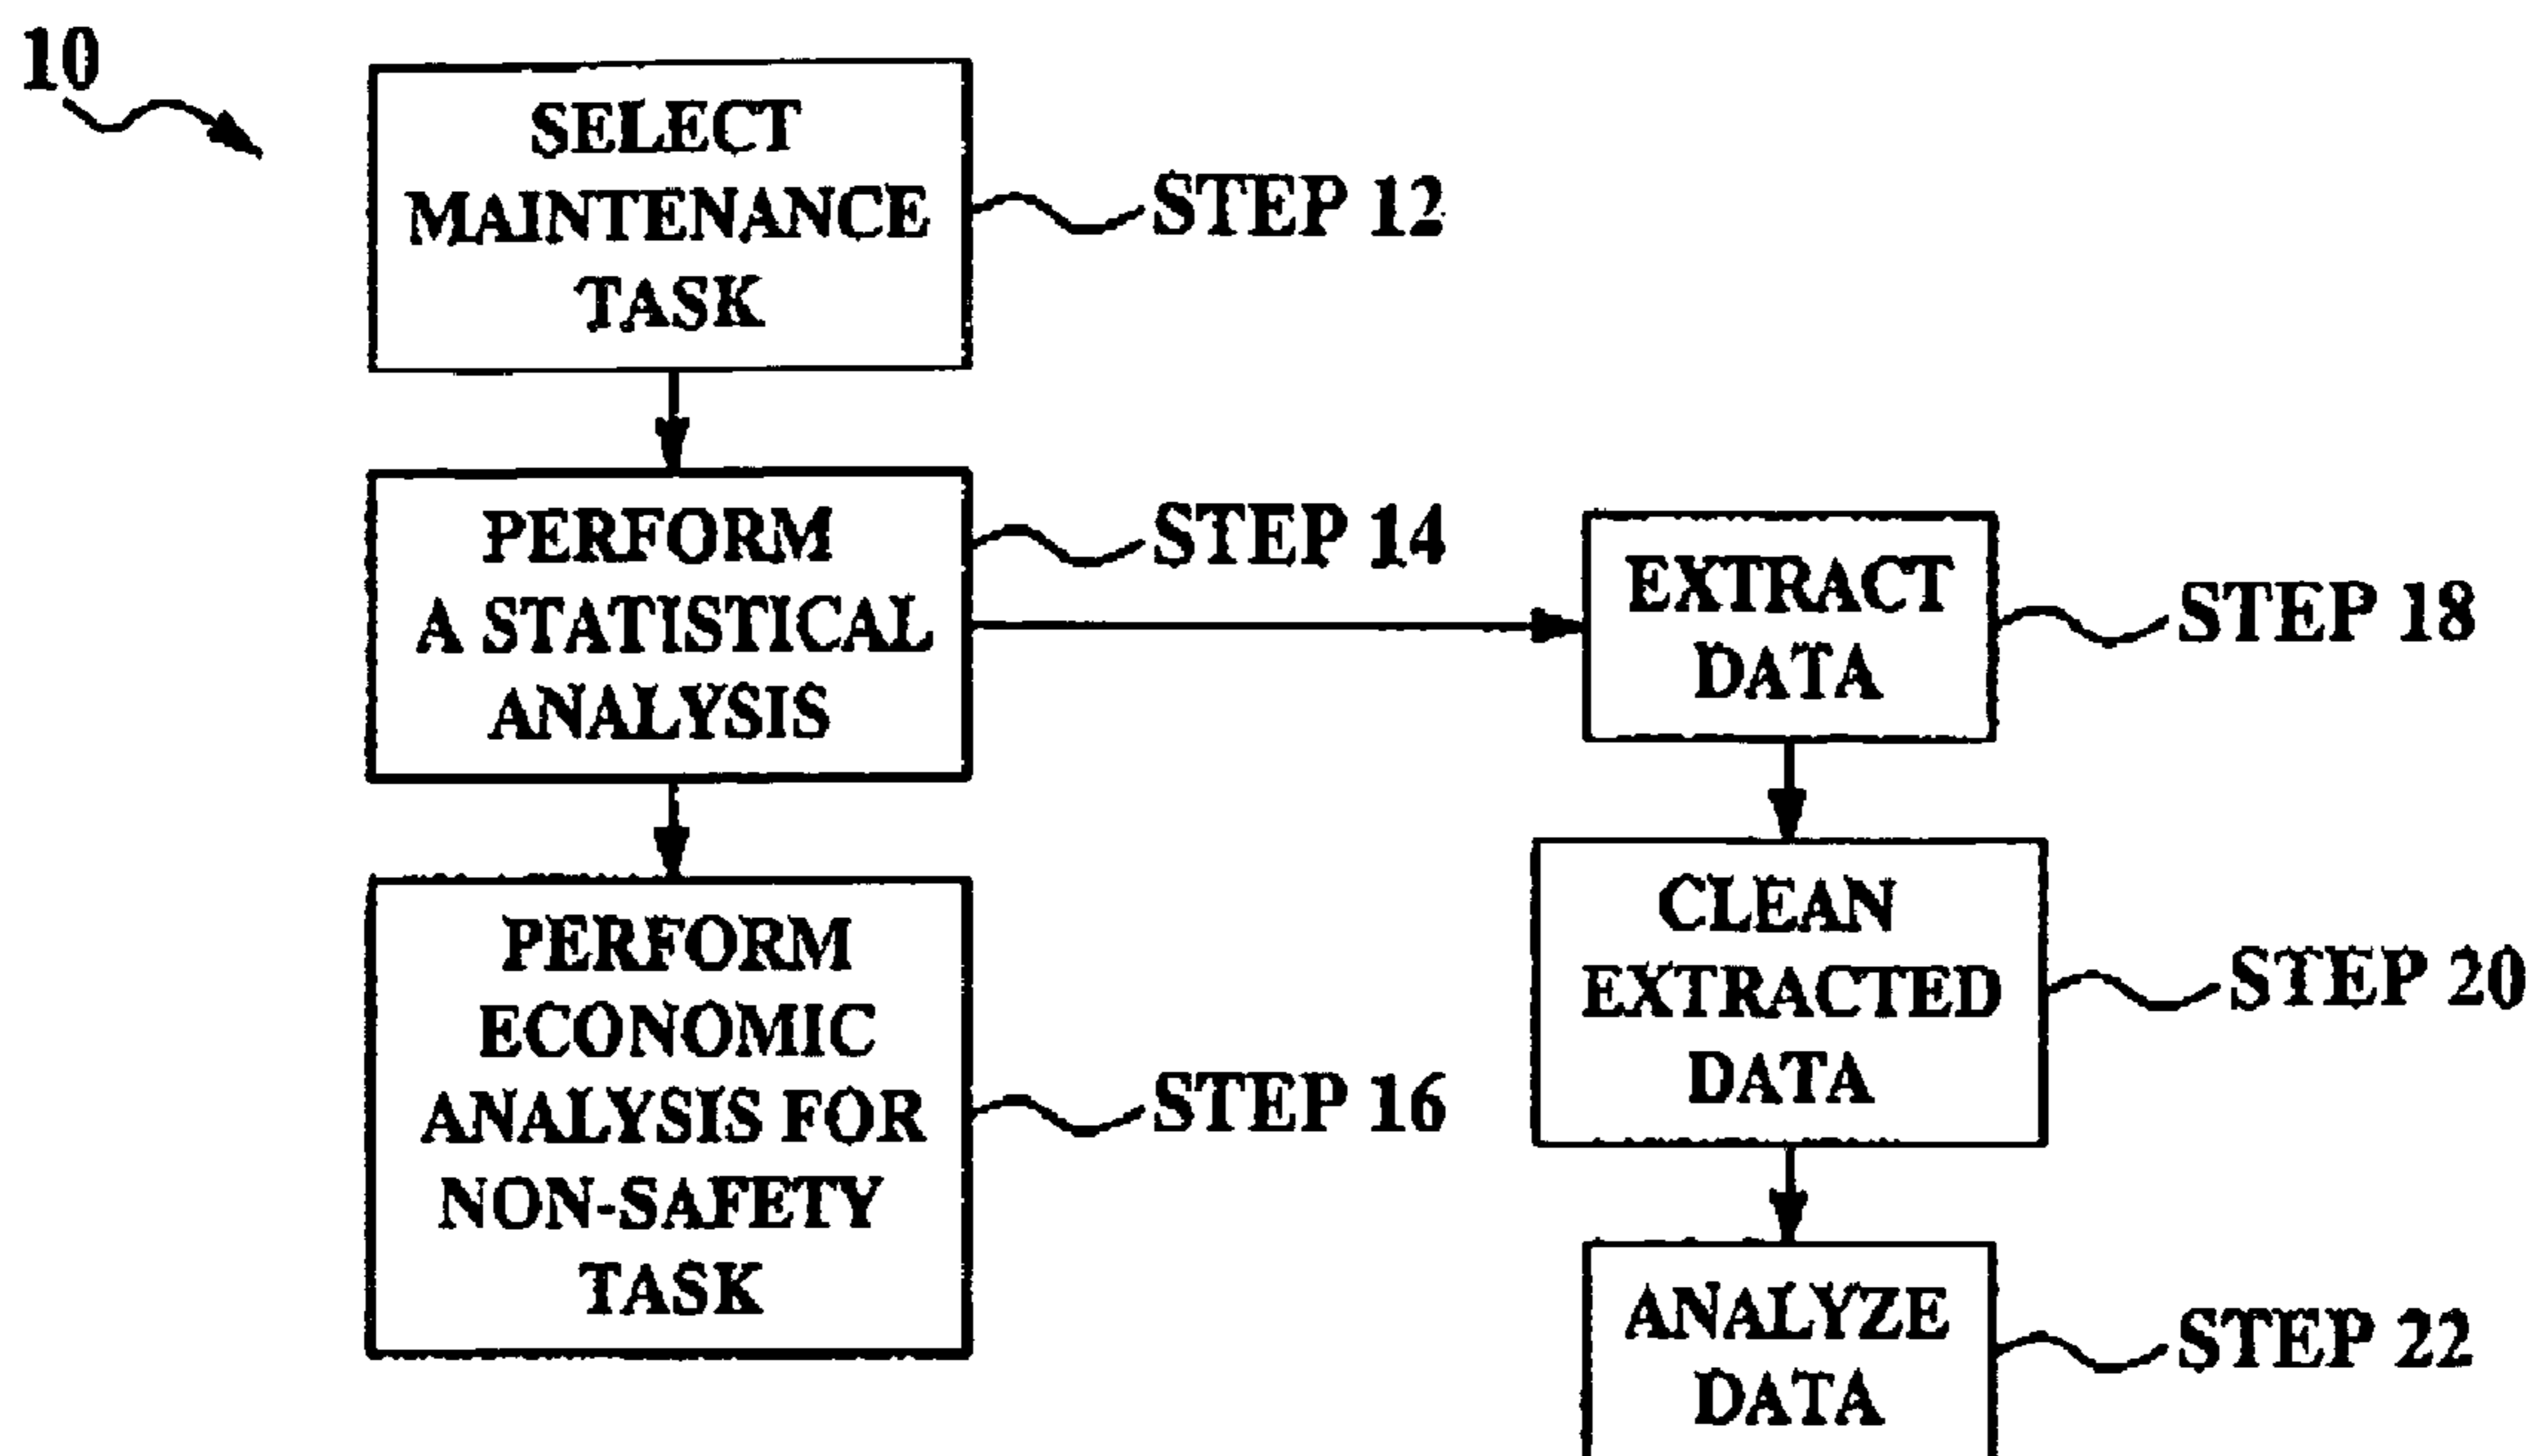 10
SELECT
MAINTENANCE
TASK
STEP 12
PERFORM
A STATISTICAL
ANALYSIS
STEP 14
PERFORM
ECONOMIC
ANALYSIS FOR
NON-SAFETY
TASK
STEP 16
EXTRACT
DATA
STEP 18
CLEAN
EXTRACTED
DATA
STEP 20
ANALYZE
DATA
STEP 22